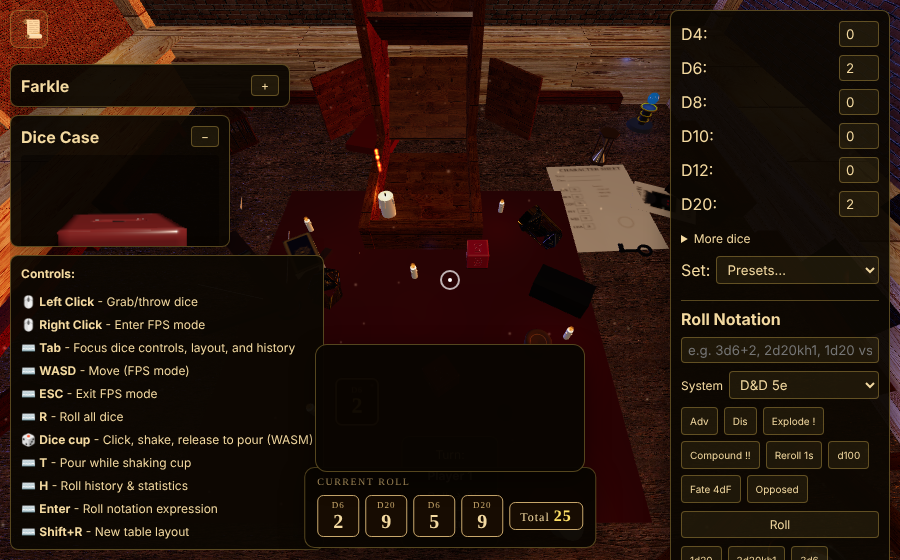 Farkle
+
Dice Case
−
Controls:
Left Click - Grab/throw dice
Right Click - Enter FPS mode
Tab - Focus dice controls, layout, and history
WASD - Move (FPS mode)
ESC - Exit FPS mode
R - Roll all dice
Dice cup - Click, shake, release to pour (WASM)
T - Pour while shaking cup
H - Roll history & statistics
Enter - Roll notation expression
Shift+R - New table layout
CHARACTER SHEET
2
CURRENT ROLL
D6 D20 D6 D20
2 9 5 9 Total 25
D4: 0
D6: 2
D8: 0
D10: 0
D12: 0
D20: 2
More dice
Set: Presets...
Roll Notation
e.g. 3d6+2, 2d20kh1, 1d20 vs
System D&D 5e
Adv Dis Explode !
Compound !! Reroll 1s d100
Fate 4dF Opposed
Roll
1d20 2d20kh1 3d6